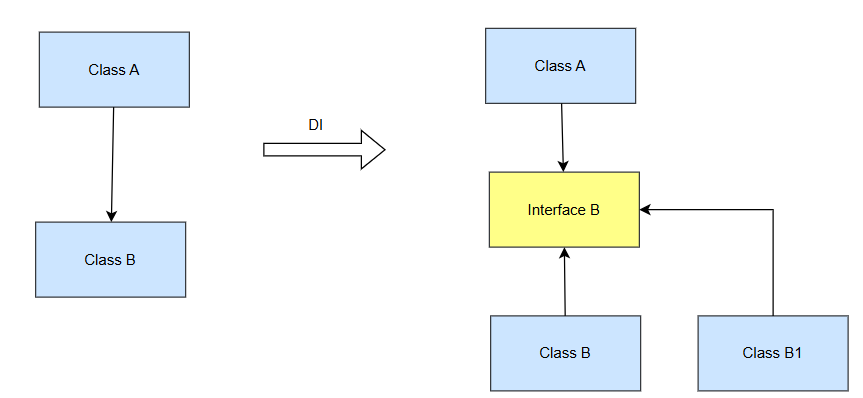 Class A
Class B
DI
Class A
Interface B
Class B
Class B1